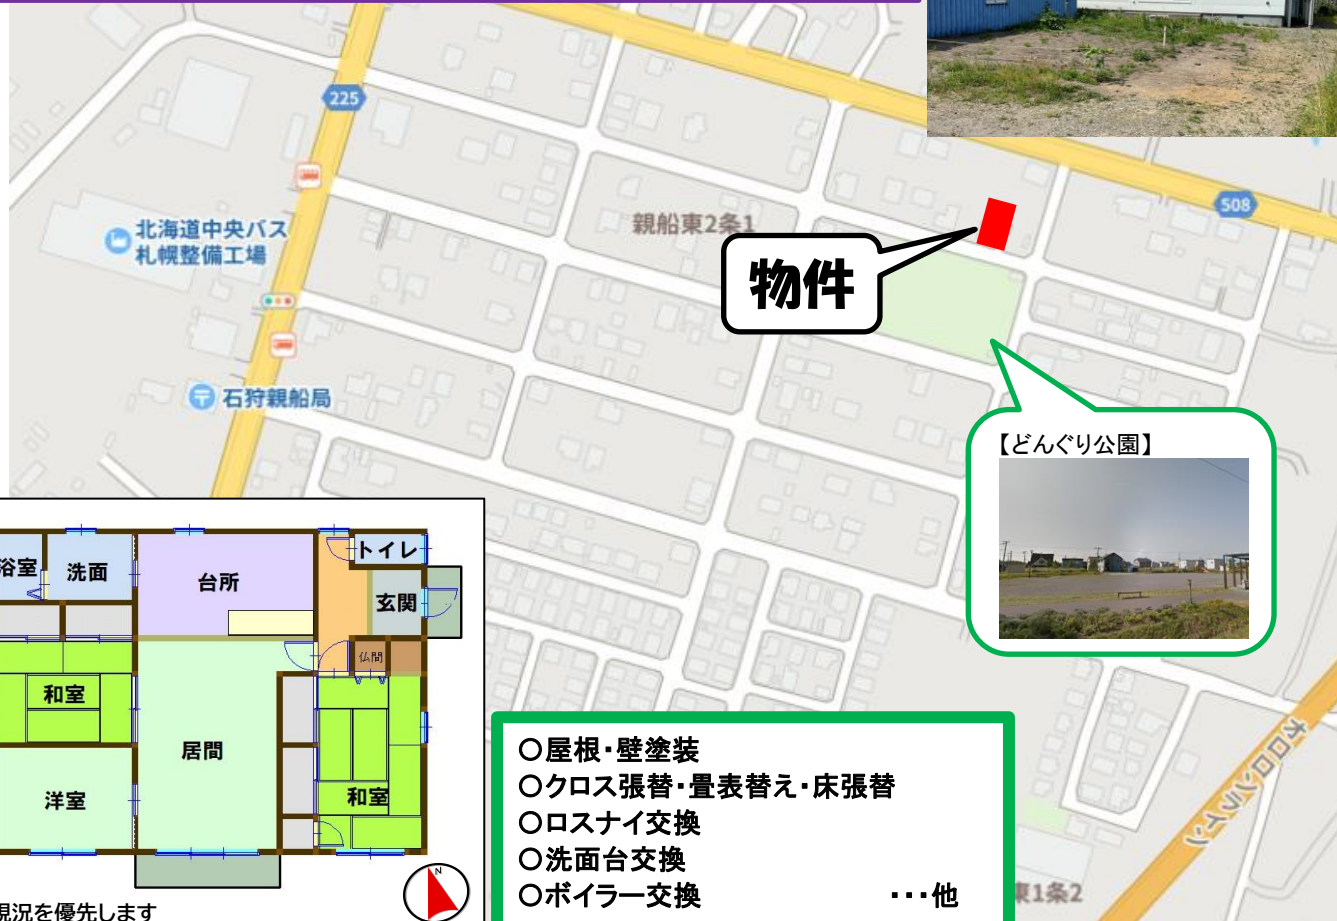 225
508
北海道中央バス
札幌整備工場
親船東2条1
物件
石狩親船局
【どんぐり公園】
浴室
洗面
台所
トイレ
玄関
仏間
和室
居間
洋室
和室
N
現況を優先します
○屋根・壁塗装
○クロス張替・畳表替え・床張替
○ロスナイ交換
○洗面台交換
○ボイラー交換 ・・・他
オロロンライン
東1条2